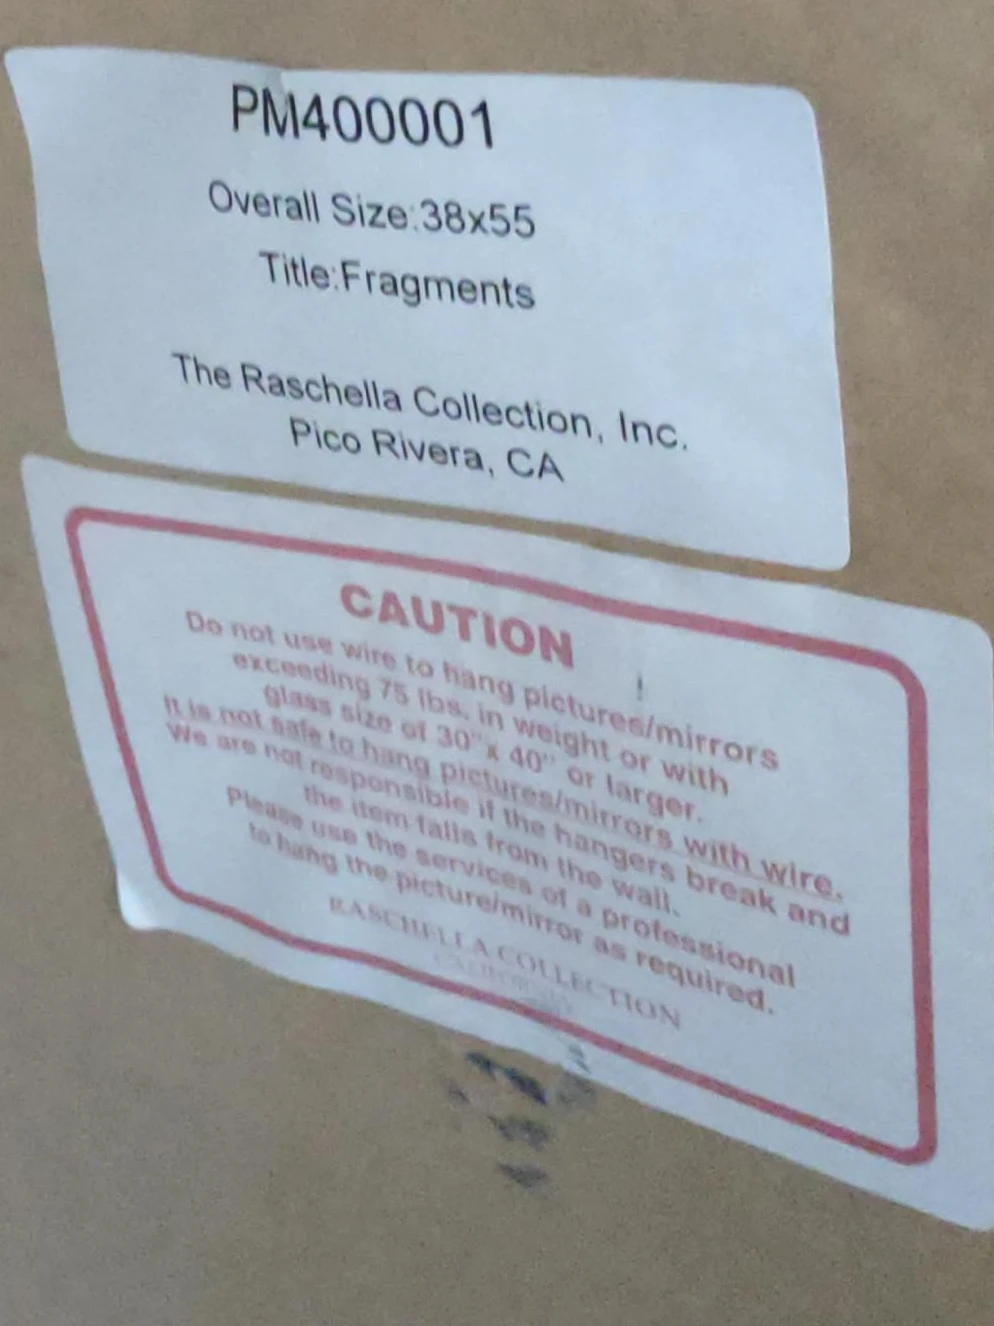 PM400001
Overall Size:38x55
Title:Fragments
The Raschella Collection, Inc.
Pico Rivera, CA
CAUTION
Do not use wire to hang pictures/mirrors
exceeding 75 lbs. in weight or with
glass size of 30" x 40" or larger.
It is not safe to hang pictures/mirrors with wire.
We are not responsible if the hangers break and
the item falls from the wall.
Please use the services of a professional
to hang the picture/mirror as required.
RASCHELLA COLLECTION
CALIFORNIA